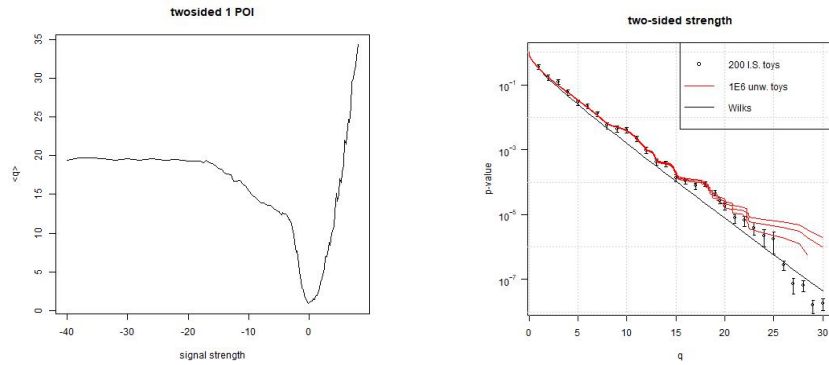 twosided 1 POI
<q>
35
30
25
20
15
10
5
0
-40
-30
-20
-10
0
signal strength
two-sided strength
p-value
10⁻¹
10⁻³
10⁻⁵
10⁻⁷
200 I.S. toys
1E6 unw. toys
Wilks
0
5
10
15
20
25
30
q